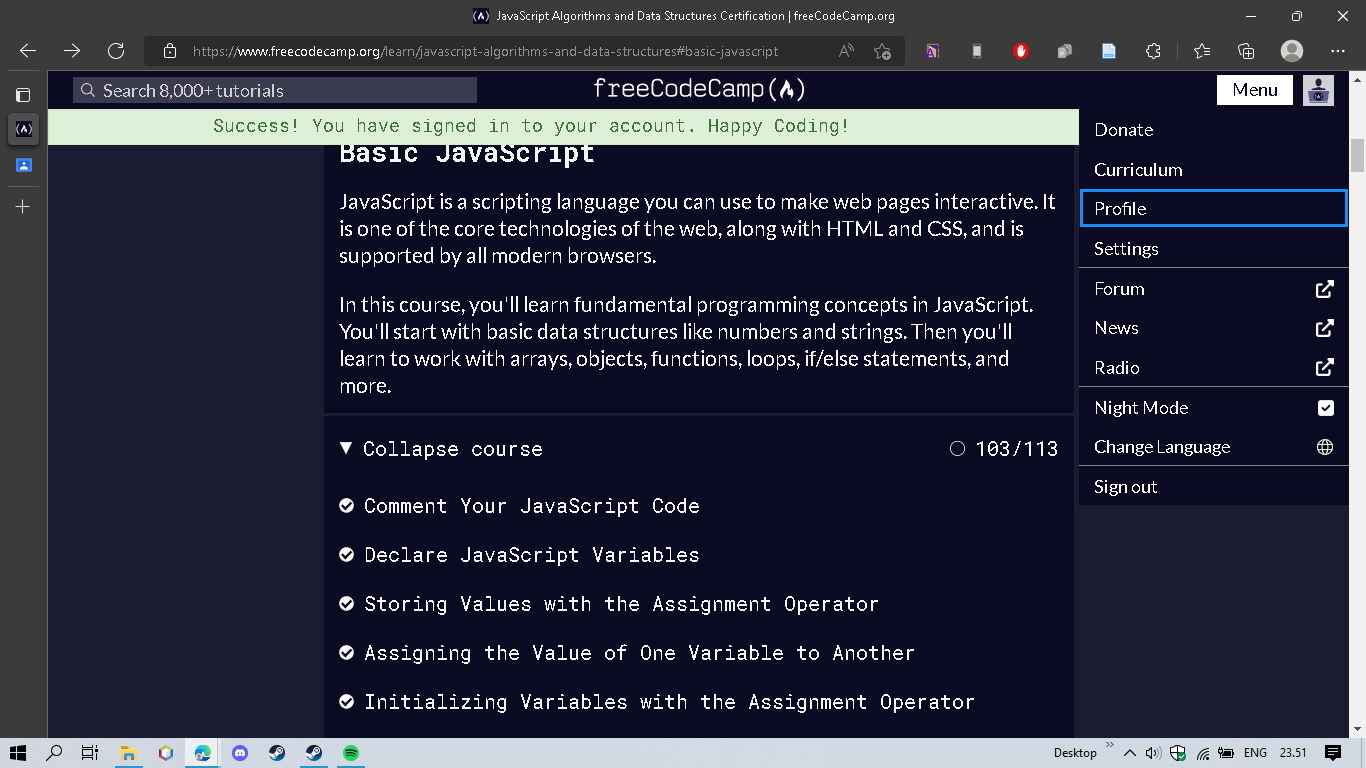 JavaScript Algorithms and Data Structures Certification | freeCodeCamp.org
https://www.freecodecamp.org/learn/javascript-algorithms-and-data-structures#basic-javascript
Search 8,000+ tutorials
freeCodeCamp
Menu
Success! You have signed in to your account. Happy Coding!
Basic JavaScript
JavaScript is a scripting language you can use to make web pages interactive. It
is one of the core technologies of the web, along with HTML and CSS, and is
supported by all modern browsers.
In this course, you'll learn fundamental programming concepts in JavaScript.
You'll start with basic data structures like numbers and strings. Then you'll
learn to work with arrays, objects, functions, loops, if/else statements, and
more.
Collapse course
103/113
Comment Your JavaScript Code
Declare JavaScript Variables
Storing Values with the Assignment Operator
Assigning the Value of One Variable to Another
Initializing Variables with the Assignment Operator
Donate
Curriculum
Profile
Settings
Forum
News
Radio
Night Mode
Change Language
Sign out
Desktop
ENG
23.51